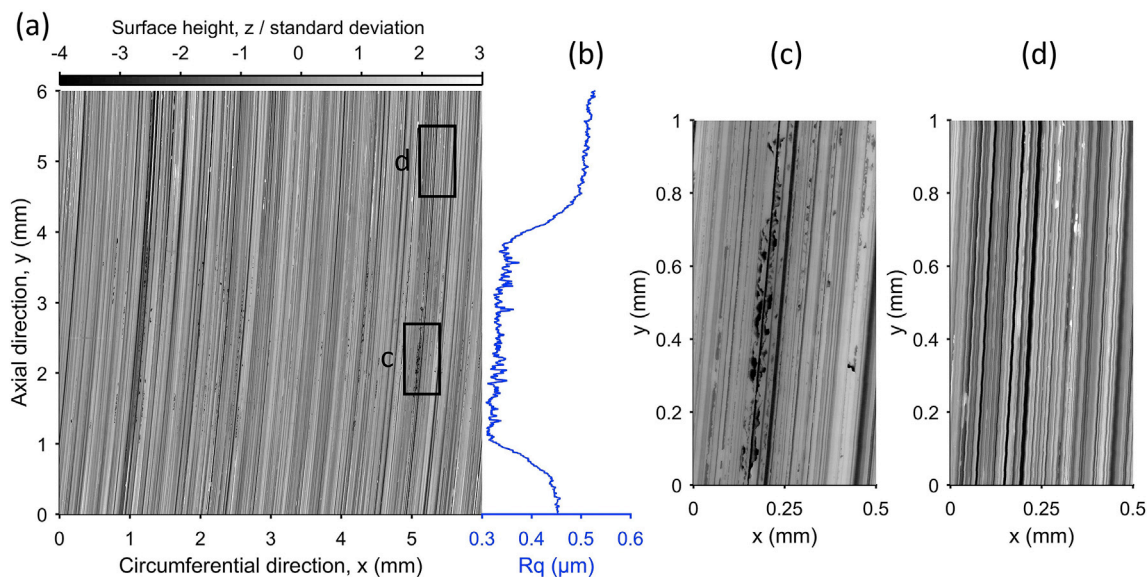 (a)
Surface height, z / standard deviation
-4 -3 -2 -1 0 1 2 3
(b)
(c)
(d)
Axial direction, y (mm)
6
5
4
3
2
1
0
d
c
0 1 2 3 4 5
Circumferential direction, x (mm)
0.3 0.4 0.5 0.6
Rq (μm)
y (mm)
1
0.8
0.6
0.4
0.2
0
0 0.25 0.5
x (mm)
y (mm)
1
0.8
0.6
0.4
0.2
0
0 0.25 0.5
x (mm)